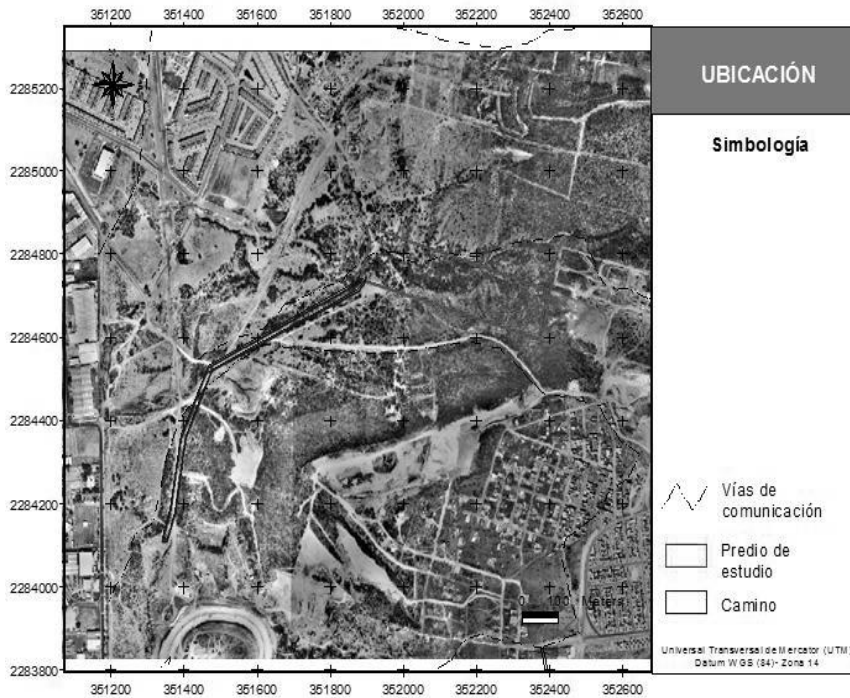 351200 351400 351600 351800 352000 352200 352400 352600
UBICACIÓN
Simbología
2285200
2285000
2284800
2284600
2284400
2284200
2284000
2283800
0 100 Meters
Vías de
comunicación
Predio de
estudio
Camino
Universal Transversal de Mercator (UTM)
Datum WGS (84)- Zona 14
351200 351400 351600 351800 352000 352200 352400 352600